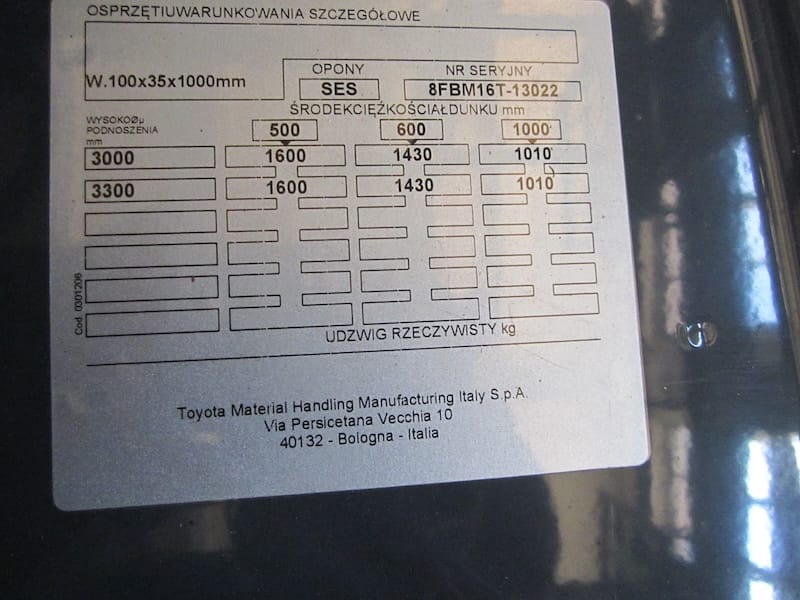 OSPRZĘTIUWARUNKOWANIA SZCZEGÓŁOWE
W.100x35x1000mm
OPONY
NR SERYJNY
SES
8FBM16T-13022
ŚRODEKCIĘŻKOŚCIAŁDUNKU mm
WYSOKOØµ
PODNOSZENIA
mm
500 600 1000
3000 1600 1430 1010
3300 1600 1430 1010
Cod. 0301206
UDZWIG RZECZYWISTY kg
Toyota Material Handling Manufacturing Italy S.p.A.
Via Persicetana Vecchia 10
40132 - Bologna - Italia